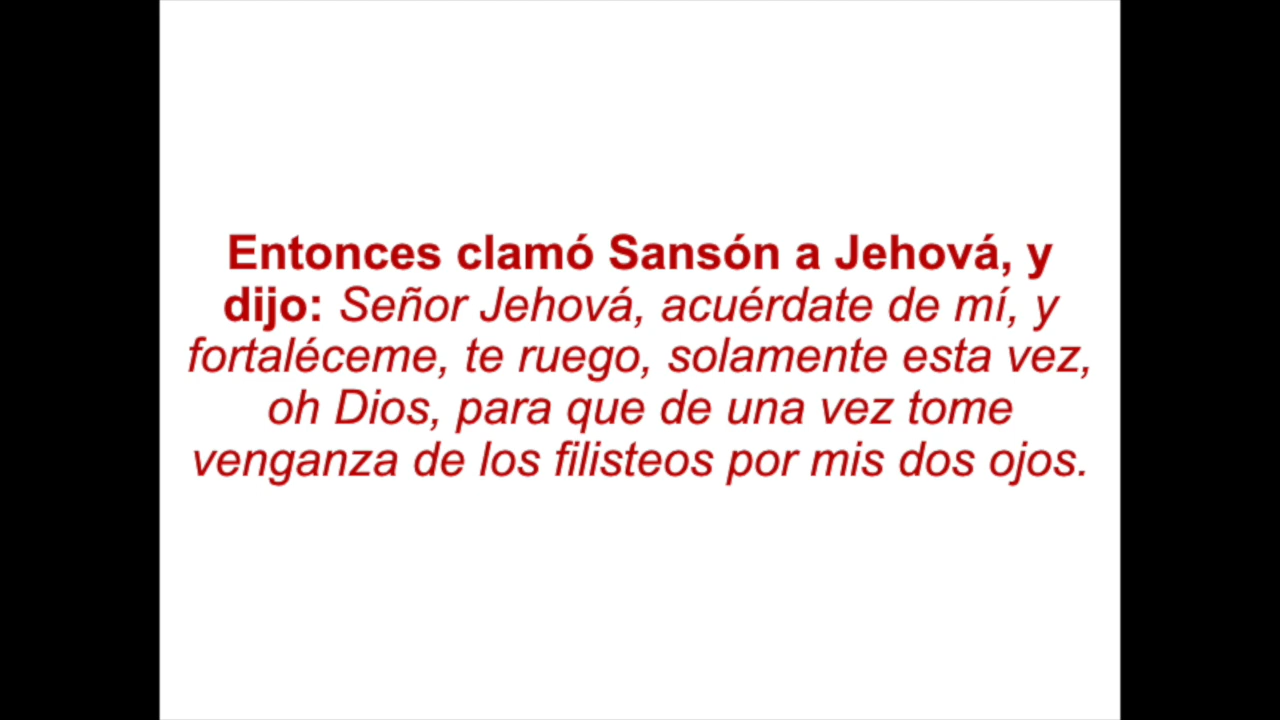 Entonces clamó Sansón a Jehová, y
dijo: Señor Jehová, acuérdate de mí, y
fortaléceme, te ruego, solamente esta vez,
oh Dios, para que de una vez tome
venganza de los filisteos por mis dos ojos.